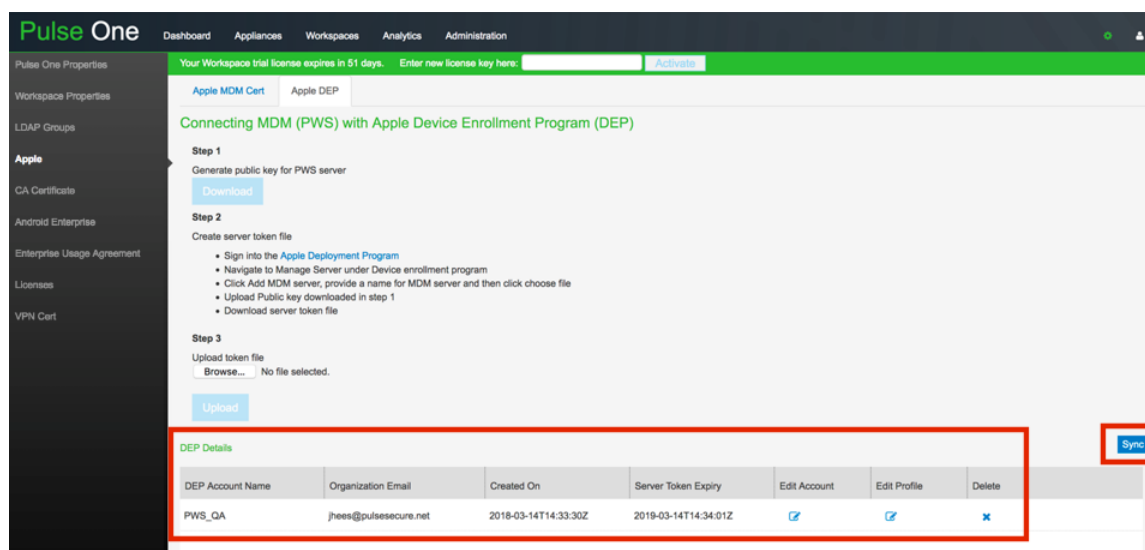 Pulse One
Dashboard Appliances Workspaces Analytics Administration
Pulse One Properties
Workspace Properties
LDAP Groups
Apple
CA Certificate
Android Enterprise
Enterprise Usage Agreement
Licenses
VPN Cert
Your Workspace trial license expires in 51 days. Enter new license key here: Activate
Apple MDM Cert Apple DEP
Connecting MDM (PWS) with Apple Device Enrollment Program (DEP)
Step 1
Generate public key for PWS server
Download
Step 2
Create server token file
• Sign into the Apple Deployment Program
• Navigate to Manage Server under Device enrollment program
• Click Add MDM server, provide a name for MDM server and then click choose file
• Upload Public key downloaded in step 1
• Download server token file
Step 3
Upload token file
Browse... No file selected.
Upload
DEP Details
Sync
DEP Account Name Organization Email Created On Server Token Expiry Edit Account Edit Profile Delete
PWS_QA jhees@pulsesecure.net 2018-03-14T14:33:30Z 2019-03-14T14:34:01Z